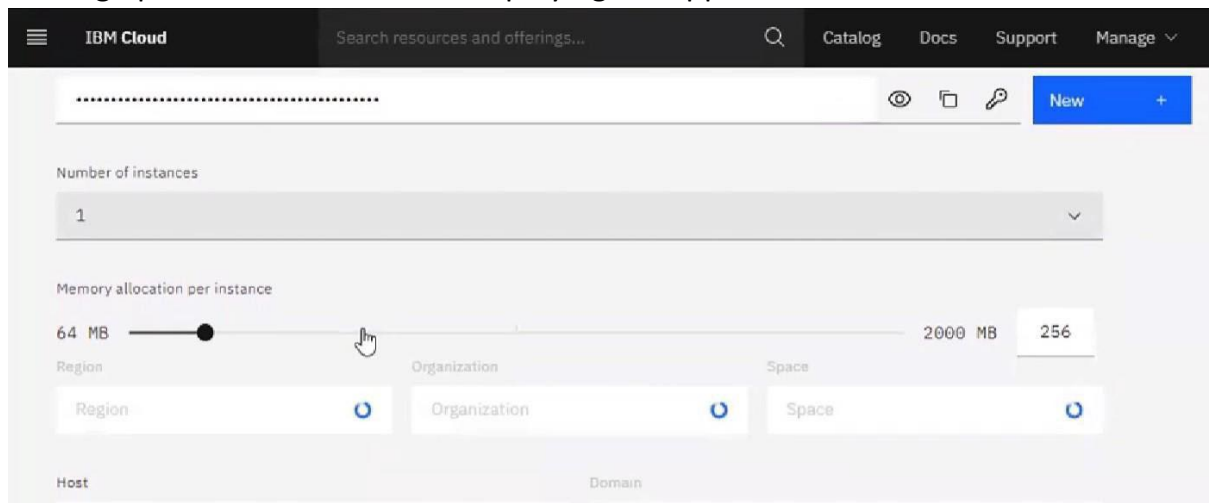 IBM Cloud Search resources and offerings... Catalog Docs Support Manage
•••••••••••••••••••••••••••••••••••••••••••• New +
Number of instances
1
Memory allocation per instance
64 MB 2000 MB 256
Region Organization Space
Region Organization Space
Host Domain